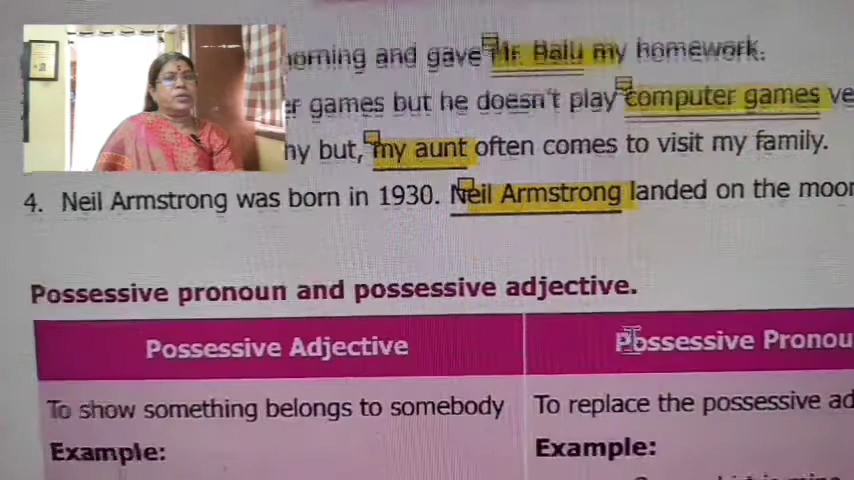 orning and gave Mr. Balu my homework.
er games but he doesn't play computer games ve
hy but, my aunt often comes to visit my family.
4. Neil Armstrong was born in 1930. Neil Armstrong landed on the moon
Possessive pronoun and possessive adjective.
Possessive Adjective Possessive Pronou
To show something belongs to somebody To replace the possessive ad
Example: Example: